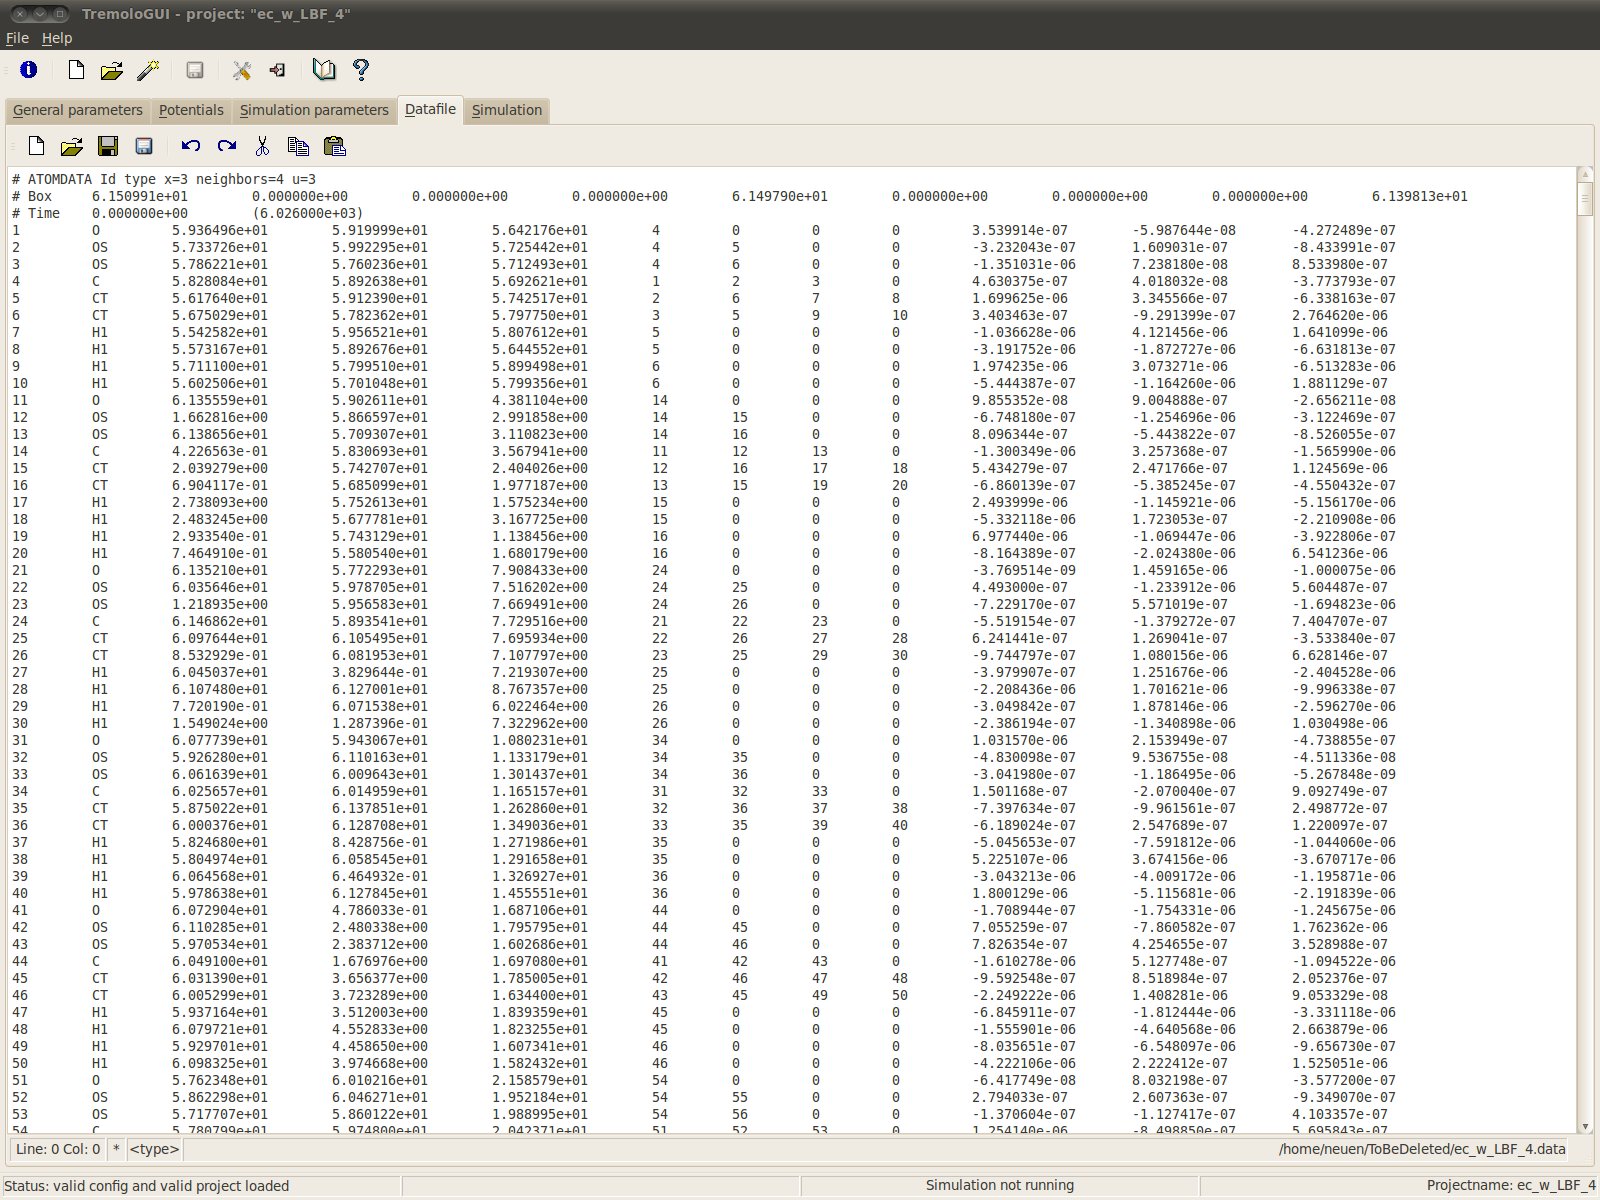 TremoloGUI - project: "ec_w_LBF_4"
File Help
General parameters Potentials Simulation parameters Datafile Simulation
# ATOMDATA Id type x=3 neighbors=4 u=3
# Box 6.150991e+01 0.000000e+00 0.000000e+00 0.000000e+00 6.149790e+01 0.000000e+00 0.000000e+00 0.000000e+00 6.139813e+01
# Time 0.000000e+00 (6.026000e+03)
1 O 5.936496e+01 5.919999e+01 5.642176e+01 4 0 0 0 3.539914e-07 -5.987644e-08 -4.272489e-07
2 OS 5.733726e+01 5.992295e+01 5.725442e+01 4 5 0 0 -3.232043e-07 1.609031e-07 -8.433991e-07
3 OS 5.786221e+01 5.760236e+01 5.712493e+01 4 6 0 0 -1.351031e-06 7.238180e-08 8.533980e-07
4 C 5.828084e+01 5.892638e+01 5.692621e+01 1 2 3 0 4.630375e-07 4.018032e-08 -3.773793e-07
5 CT 5.617640e+01 5.912390e+01 5.742517e+01 2 6 7 8 1.699625e-06 3.345566e-07 -6.338163e-07
6 CT 5.675029e+01 5.782362e+01 5.797750e+01 3 5 9 10 3.403463e-07 -9.291399e-07 2.764620e-06
7 H1 5.542582e+01 5.956521e+01 5.807612e+01 5 0 0 0 -1.036628e-06 4.121456e-06 1.641099e-06
8 H1 5.573167e+01 5.892676e+01 5.644552e+01 5 0 0 0 -3.191752e-06 -1.872727e-06 -6.631813e-07
9 H1 5.711100e+01 5.799510e+01 5.899498e+01 6 0 0 0 1.974235e-06 3.073271e-06 -6.513283e-06
10 H1 5.602506e+01 5.701048e+01 5.799356e+01 6 0 0 0 -5.444387e-07 -1.164260e-06 1.881129e-07
11 O 6.135559e+01 5.902611e+01 4.381104e+00 14 0 0 0 9.855352e-08 9.004888e-07 -2.656211e-08
12 OS 1.662816e+00 5.866597e+01 2.991858e+00 14 15 0 0 -6.748180e-07 -1.254696e-06 -3.122469e-07
13 OS 6.138656e+01 5.709307e+01 3.110823e+00 14 16 0 0 8.096344e-07 -5.443822e-07 -8.526055e-07
14 C 4.226563e-01 5.830693e+01 3.567941e+00 11 12 13 0 -1.300349e-06 3.257368e-07 -1.565990e-06
15 CT 2.039279e+00 5.742707e+01 2.404026e+00 12 16 17 18 5.434279e-07 2.471766e-07 1.124569e-06
16 CT 6.904117e-01 5.685099e+01 1.977187e+00 13 15 19 20 -6.860139e-07 -5.385245e-07 -4.550432e-07
17 H1 2.738093e+00 5.752613e+01 1.575234e+00 15 0 0 0 2.493999e-06 -1.145921e-06 -5.156170e-06
18 H1 2.483245e+00 5.677781e+01 3.167725e+00 15 0 0 0 -5.332118e-06 1.723053e-07 -2.210908e-06
19 H1 2.933540e-01 5.743129e+01 1.138456e+00 16 0 0 0 6.977440e-06 -1.069447e-06 -3.922806e-07
20 H1 7.464910e-01 5.580540e+01 1.680179e+00 16 0 0 0 -8.164389e-07 -2.024380e-06 6.541236e-06
21 O 6.135210e+01 5.772293e+01 7.908433e+00 24 0 0 0 -3.769514e-09 1.459165e-06 -1.000075e-06
22 OS 6.035646e+01 5.978705e+01 7.516202e+00 24 25 0 0 4.493000e-07 -1.233912e-06 5.604487e-07
23 OS 1.218935e+00 5.956583e+01 7.669491e+00 24 26 0 0 -7.229170e-07 5.571019e-07 -1.694823e-06
24 C 6.146862e+01 5.893541e+01 7.729516e+00 21 22 23 0 -5.519154e-07 -1.379272e-07 7.404707e-07
25 CT 6.097644e+01 6.105495e+01 7.695934e+00 22 26 27 28 6.241441e-07 1.269041e-07 -3.533840e-07
26 CT 8.532929e-01 6.081953e+01 7.107797e+00 23 25 29 30 -9.744797e-07 1.080156e-06 6.628146e-07
27 H1 6.045037e+01 3.829644e-01 7.219307e+00 25 0 0 0 -3.979907e-07 1.251676e-06 -2.404528e-06
28 H1 6.107480e+01 6.127001e+01 8.767357e+00 25 0 0 0 -2.208436e-06 1.701621e-06 -9.996338e-07
29 H1 7.720190e-01 6.071538e+01 6.022464e+00 26 0 0 0 -3.049842e-07 1.878146e-06 -2.596270e-06
30 H1 1.549024e+00 1.287396e-01 7.322962e+00 26 0 0 0 -2.386194e-07 -1.340898e-06 1.030498e-06
31 O 6.077739e+01 5.943067e+01 1.080231e+01 34 0 0 0 1.031570e-06 2.153949e-07 -4.738855e-07
32 OS 5.926280e+01 6.110163e+01 1.133179e+01 34 35 0 0 -4.830098e-07 9.536755e-08 -4.511336e-08
33 OS 6.061639e+01 6.009643e+01 1.301437e+01 34 36 0 0 -3.041980e-07 -1.186495e-06 -5.267848e-09
34 C 6.025657e+01 6.014959e+01 1.165157e+01 31 32 33 0 1.501168e-07 -2.070040e-07 9.092749e-07
35 CT 5.875022e+01 6.137851e+01 1.262860e+01 32 36 37 38 -7.397634e-07 -9.961561e-07 2.498772e-07
36 CT 6.000376e+01 6.128708e+01 1.349036e+01 33 35 39 40 -6.189024e-07 2.547689e-07 1.220097e-07
37 H1 5.824680e+01 8.428756e-01 1.271986e+01 35 0 0 0 -5.045653e-07 -7.591812e-06 -1.044060e-06
38 H1 5.804974e+01 6.058545e+01 1.291658e+01 35 0 0 0 5.225107e-06 3.674156e-06 -3.670717e-06
39 H1 6.064568e+01 6.464932e-01 1.326927e+01 36 0 0 0 -3.043213e-06 -4.009172e-06 -1.195871e-06
40 H1 5.978638e+01 6.127845e+01 1.455551e+01 36 0 0 0 1.800129e-06 -5.115681e-07 -2.191839e-06
41 O 6.072904e+01 4.786033e-01 1.687106e+01 44 0 0 0 -1.708944e-07 -1.754331e-06 -1.245675e-06
42 OS 6.110285e+01 2.480338e+00 1.795795e+01 44 45 0 0 7.055259e-07 -7.860582e-07 1.762362e-06
43 OS 5.970534e+01 2.383712e+00 1.602686e+01 44 46 0 0 7.826354e-07 4.254655e-07 3.528988e-07
44 C 6.049100e+01 1.676976e+00 1.697080e+01 41 42 43 0 -1.610278e-06 5.127748e-07 -1.094522e-06
45 CT 6.031390e+01 3.656377e+00 1.785005e+01 42 46 47 48 -9.592548e-07 8.518984e-07 2.052376e-07
46 CT 6.005299e+01 3.723289e+00 1.634400e+01 43 45 49 50 -2.249222e-06 1.408281e-06 9.053329e-08
47 H1 5.937164e+01 3.512003e+00 1.839359e+01 45 0 0 0 -6.845911e-07 -1.812444e-06 -3.331118e-06
48 H1 6.079721e+01 4.552833e+00 1.823255e+01 45 0 0 0 -1.555901e-06 -4.640568e-06 2.663879e-06
49 H1 5.929701e+01 4.458650e+00 1.607341e+01 46 0 0 0 -8.035651e-07 -6.548097e-06 -9.656730e-07
50 H1 6.098325e+01 3.974668e+00 1.582432e+01 46 0 0 0 -4.222106e-06 2.222412e-07 1.525051e-06
51 O 5.762348e+01 6.010216e+01 2.158579e+01 54 0 0 0 -6.417749e-08 8.032198e-07 -3.577200e-07
52 OS 5.862298e+01 6.046271e+01 1.952184e+01 54 55 0 0 2.794033e-07 2.607363e-07 -9.349070e-07
53 OS 5.717707e+01 5.860122e+01 1.988995e+01 54 56 0 0 -1.370604e-07 -1.127417e-07 4.103357e-07
54 C 5.780799e+01 5.974800e+01 2.042371e+01 51 52 53 0 1.254140e-06 -8.498850e-07 5.695843e-07
Line: 0 Col: 0 * <type> /home/neuen/ToBeDeleted/ec_w_LBF_4.data
Status: valid config and valid project loaded Simulation not running Projectname: ec_w_LBF_4